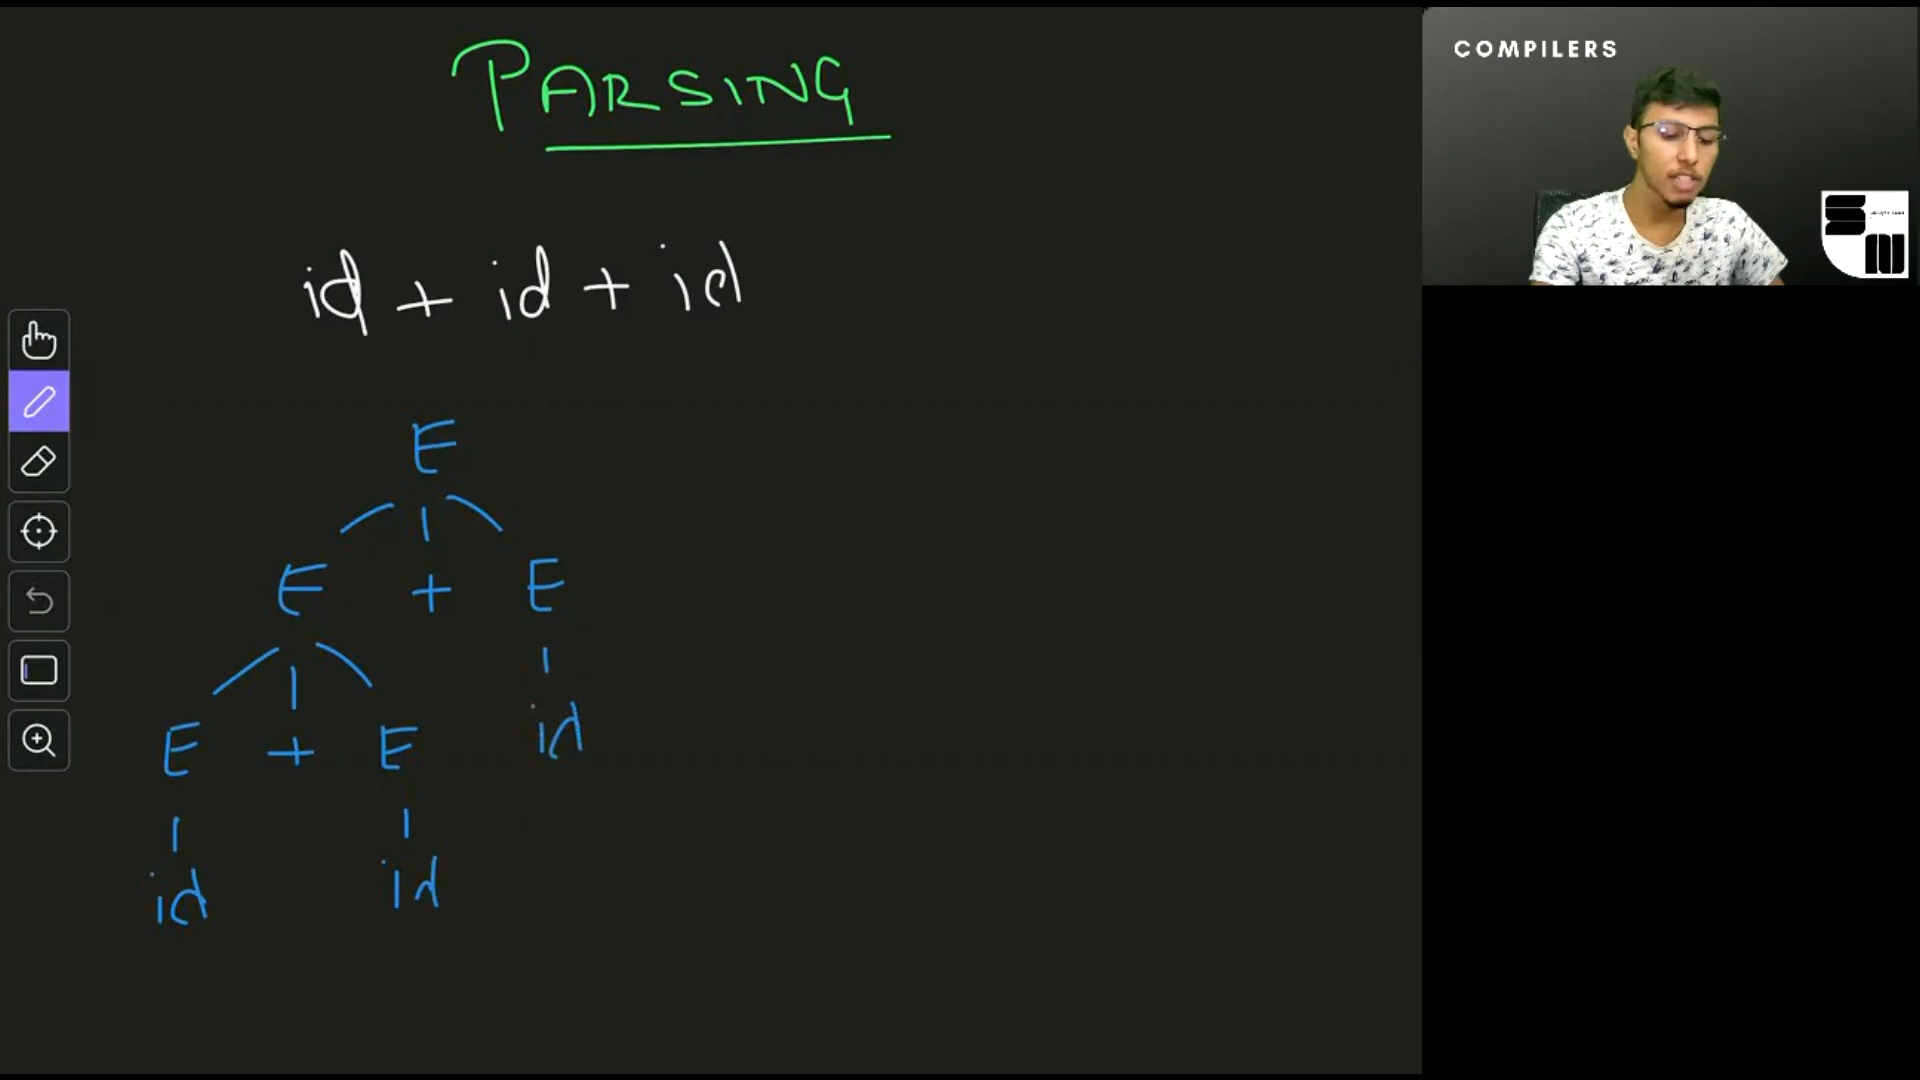 PARSING
COMPILERS
id + id + id
E
E + E
E + E id
id id